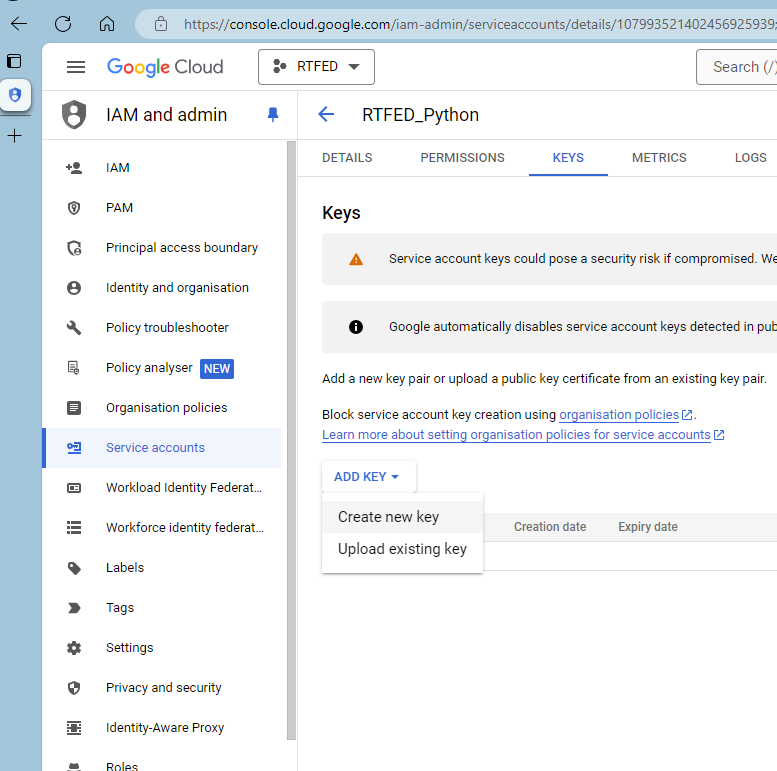 https://console.cloud.google.com/iam-admin/serviceaccounts/details/107993521402456925939
Google Cloud
RTFED
Search (/)
IAM and admin
RTFED_Python
DETAILS
PERMISSIONS
KEYS
METRICS
LOGS
IAM
PAM
Principal access boundary
Identity and organisation
Policy troubleshooter
Policy analyser NEW
Organisation policies
Service accounts
Workload Identity Federat...
Workforce identity federat...
Labels
Tags
Settings
Privacy and security
Identity-Aware Proxy
Roles
Keys
Service account keys could pose a security risk if compromised. We
Google automatically disables service account keys detected in pub
Add a new key pair or upload a public key certificate from an existing key pair.
Block service account key creation using organisation policies.
Learn more about setting organisation policies for service accounts
ADD KEY
Create new key
Upload existing key
Creation date
Expiry date